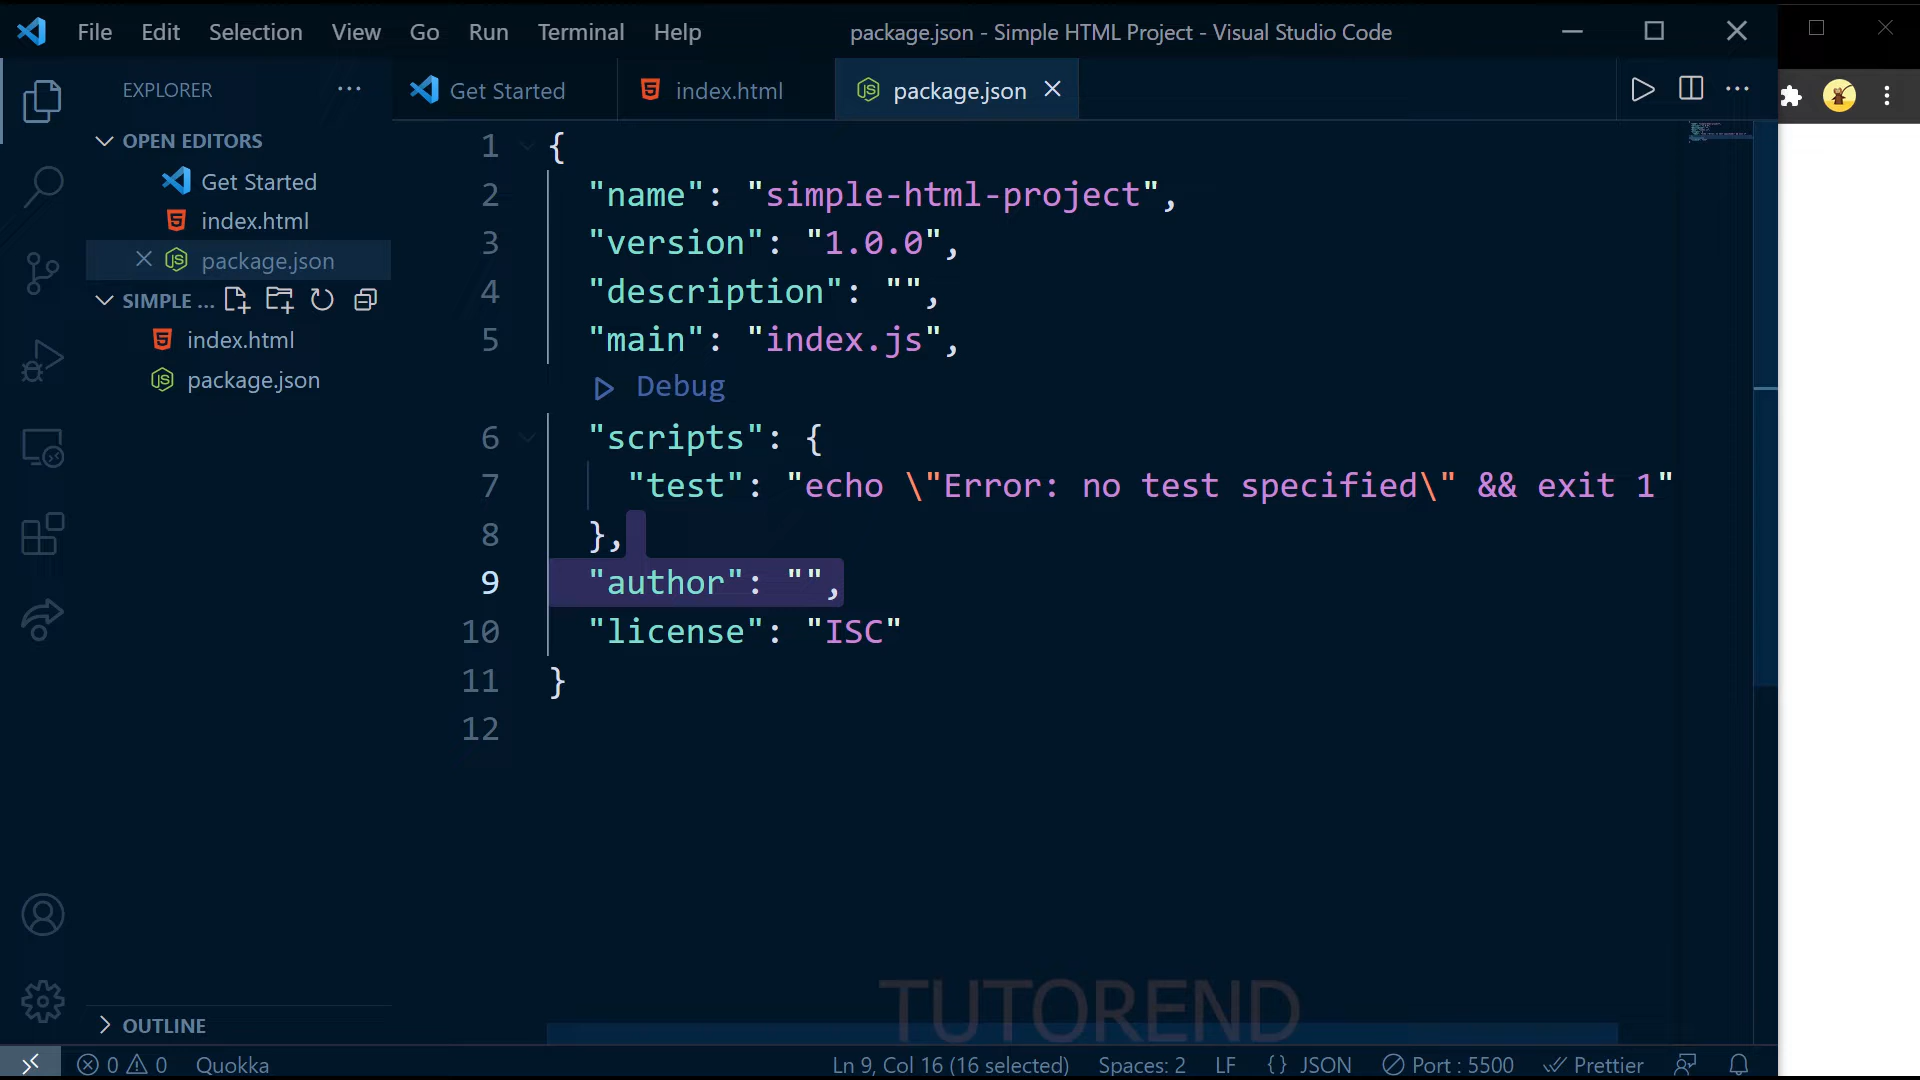 File Edit Selection View Go Run Terminal Help
package.json - Simple HTML Project - Visual Studio Code
EXPLORER
Get Started
index.html
package.json
OPEN EDITORS
Get Started
index.html
package.json
SIMPLE ...
index.html
package.json
1 {
2 "name": "simple-html-project",
3 "version": "1.0.0",
4 "description": "",
5 "main": "index.js",
Debug
6 "scripts": {
7 "test": "echo \"Error: no test specified\" && exit 1"
8 },
9 "author": "",
10 "license": "ISC"
11 }
12
TUTOREND
OUTLINE
0 0 Quokka
Ln 9, Col 16 (16 selected) Spaces: 2 LF {} JSON Port : 5500 Prettier